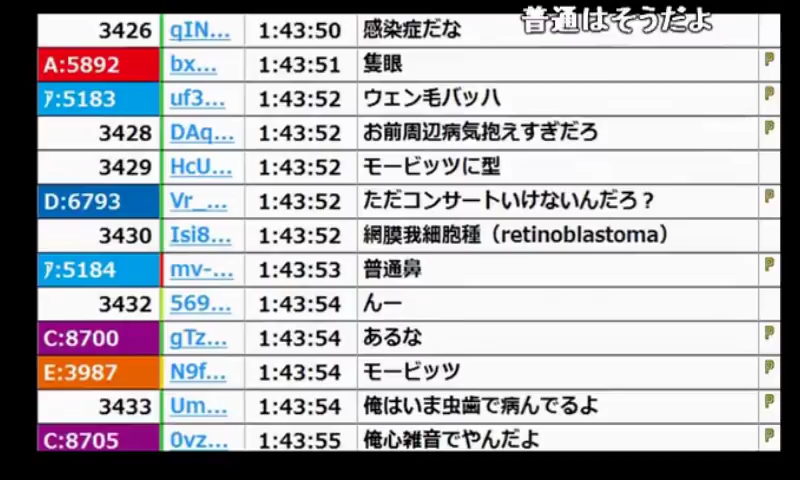 普通はそうだよ
3426 qIN... 1:43:50 感染症だな
A:5892 bx... 1:43:51 隻眼 P
ｱ:5183 uf3... 1:43:52 ウェン毛バッハ P
3428 DAq... 1:43:52 お前周辺病気抱えすぎだろ P
3429 HcU... 1:43:52 モービッツに型
D:6793 Vr_... 1:43:52 ただコンサートいけないんだろ？ P
3430 Isi8... 1:43:52 網膜我細胞種（retinoblastoma）
ｱ:5184 mv-... 1:43:53 普通鼻 P
3432 569... 1:43:54 んー
C:8700 gTz... 1:43:54 あるな P
E:3987 N9f... 1:43:54 モービッツ P
3433 Um... 1:43:54 俺はいま虫歯で病んでるよ P
C:8705 0vz... 1:43:55 俺心雑音でやんだよ P